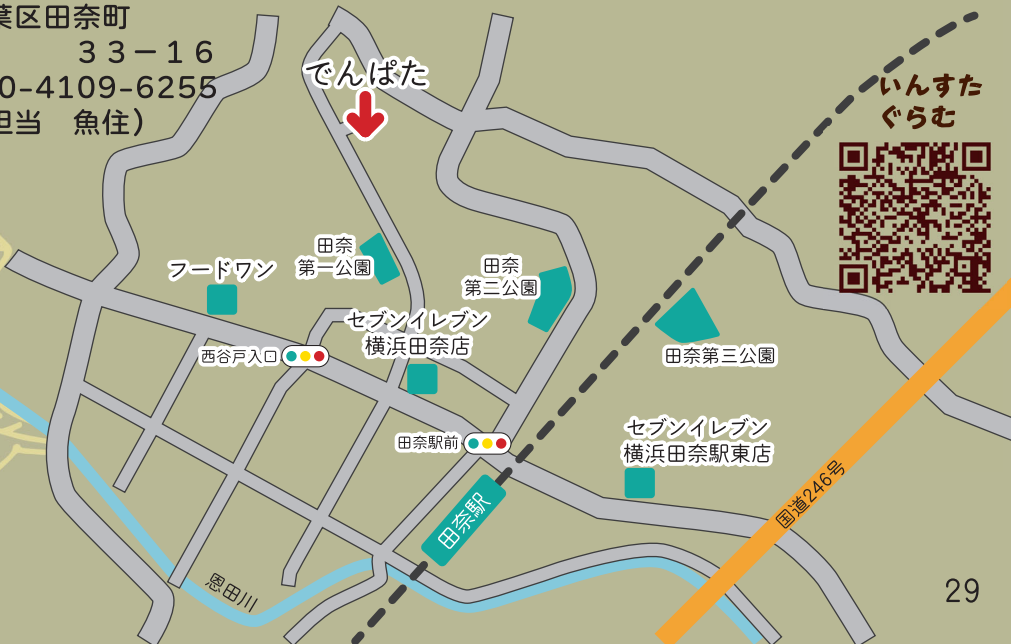 葉区田奈町
33－16
0-4109-6255
担当　魚住）
でんぱた
いんすた
ぐらむ
田奈
第一公園
田奈
第二公園
フードワン
セブンイレブン
横浜田奈店
西谷戸入口
田奈第三公園
田奈駅前
セブンイレブン
横浜田奈駅東店
田奈駅
国道246号
恩田川
29